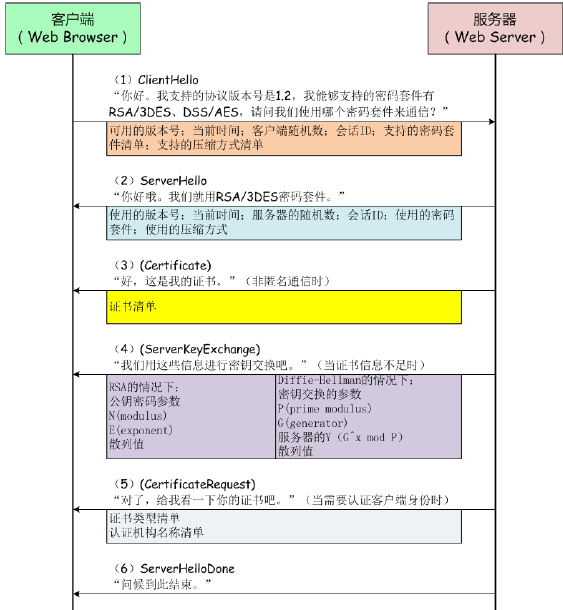 客户端
（Web Browser）
服务器
（Web Server）
（1）ClientHello
“你好。我支持的协议版本号是1.2，我能够支持的密码套件有
RSA/3DES、DSS/AES，请问我们使用哪个密码套件来通信？”
可用的版本号；当前时间；客户端随机数；会话ID；支持的密码套
件清单；支持的压缩方式清单
（2）ServerHello
“你好哦。我们就用RSA/3DES密码套件。”
使用的版本号；当前时间；服务器的随机数；会话ID；使用的密码
套件；使用的压缩方式
（3）(Certificate)
“好，这是我的证书。”（非匿名通信时）
证书清单
（4）(ServerKeyExchange)
“我们用这些信息进行密钥交换吧。”（当证书信息不足时）
RSA的情况下：
公钥密码参数
N(modulus)
E(exponent)
散列值
Diffie-Hellman的情况下：
密钥交换的参数
P(prime modulus)
G(generator)
服务器的Y（G^x mod P）
散列值
（5）(CertificateRequest)
“对了，给我看一下你的证书吧。”（当需要认证客户端身份时）
证书类型清单
认证机构名称清单
（6）ServerHelloDone
“问候到此结束。”